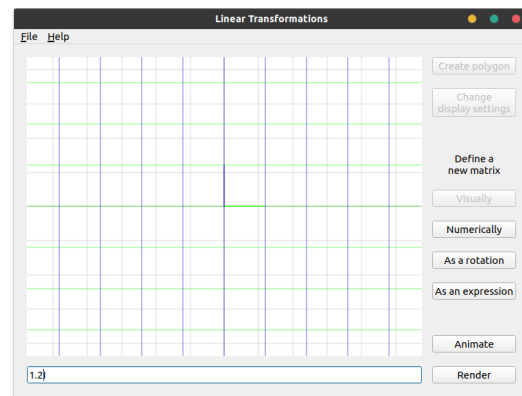 Linear Transformations
File Help
Create polygon
Change
display settings
Define a
new matrix
Visually
Numerically
As a rotation
As an expression
Animate
1.2I
Render